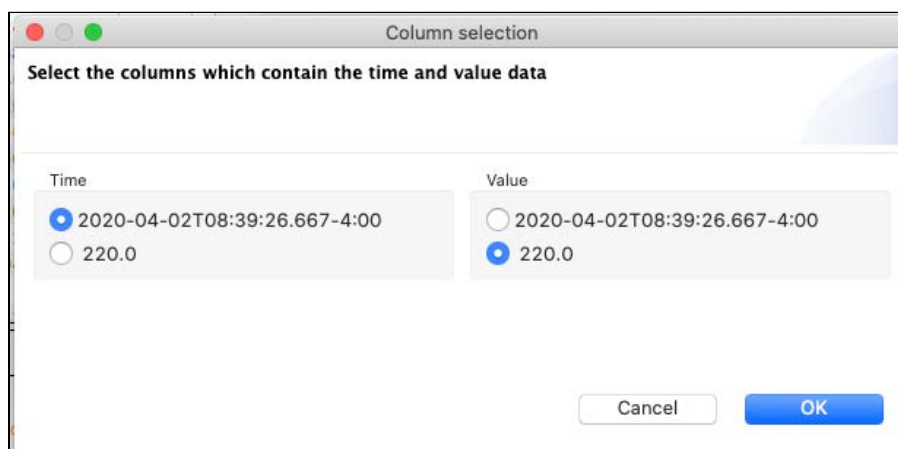 Column selection
Select the columns which contain the time and value data
Time
2020-04-02T08:39:26.667-4:00
220.0
Value
2020-04-02T08:39:26.667-4:00
220.0
Cancel
OK